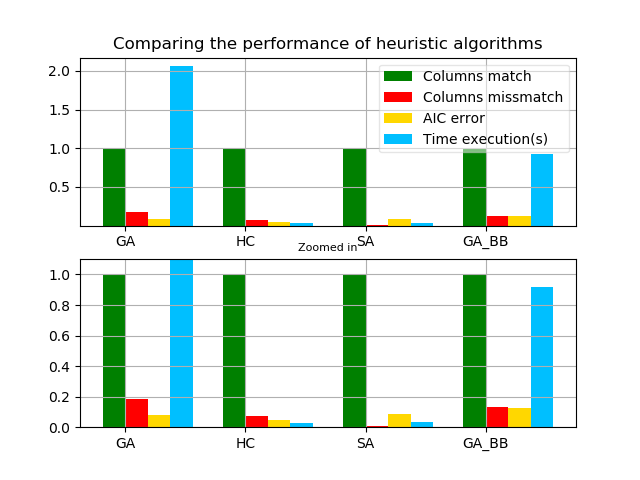 Comparing the performance of heuristic algorithms
2.0
1.5
1.0
0.5
Columns match
Columns missmatch
AIC error
Time execution(s)
GA HC SA GA_BB
Zoomed in
1.0
0.8
0.6
0.4
0.2
0.0
GA HC SA GA_BB